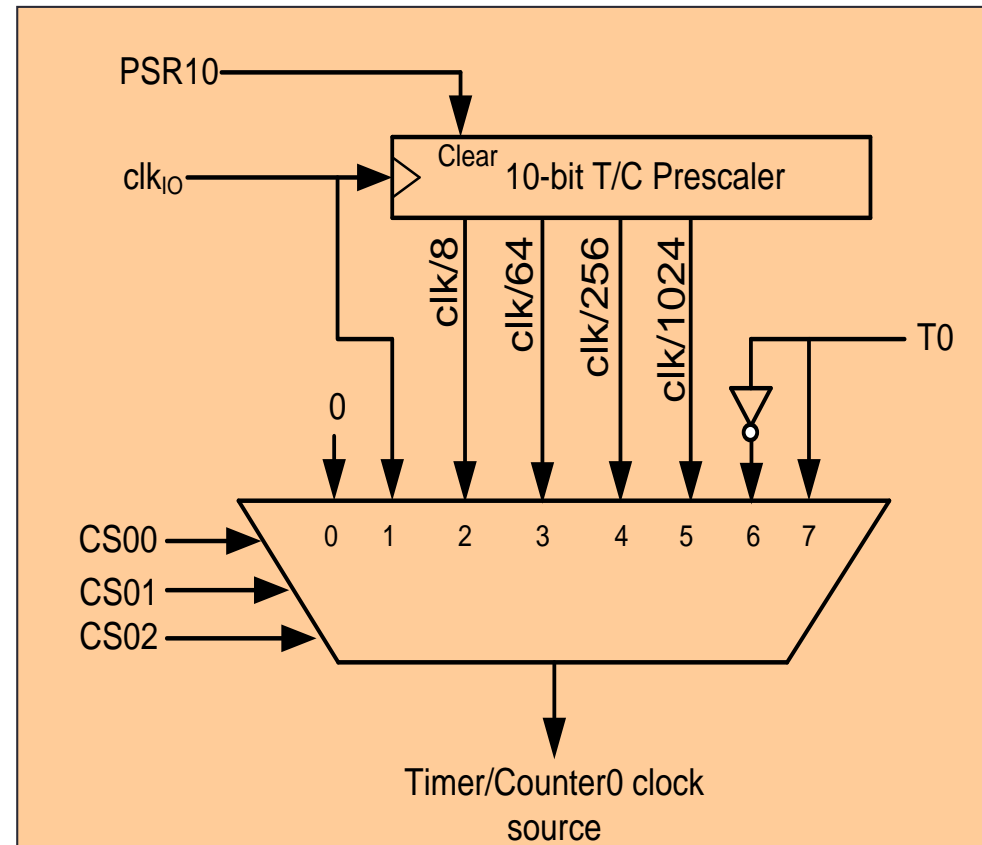 PSR10
Clear
clkIO
10-bit T/C Prescaler
clk/8
clk/64
clk/256
clk/1024
T0
0
0 1 2 3 4 5 6 7
CS00
CS01
CS02
Timer/Counter0 clock
source